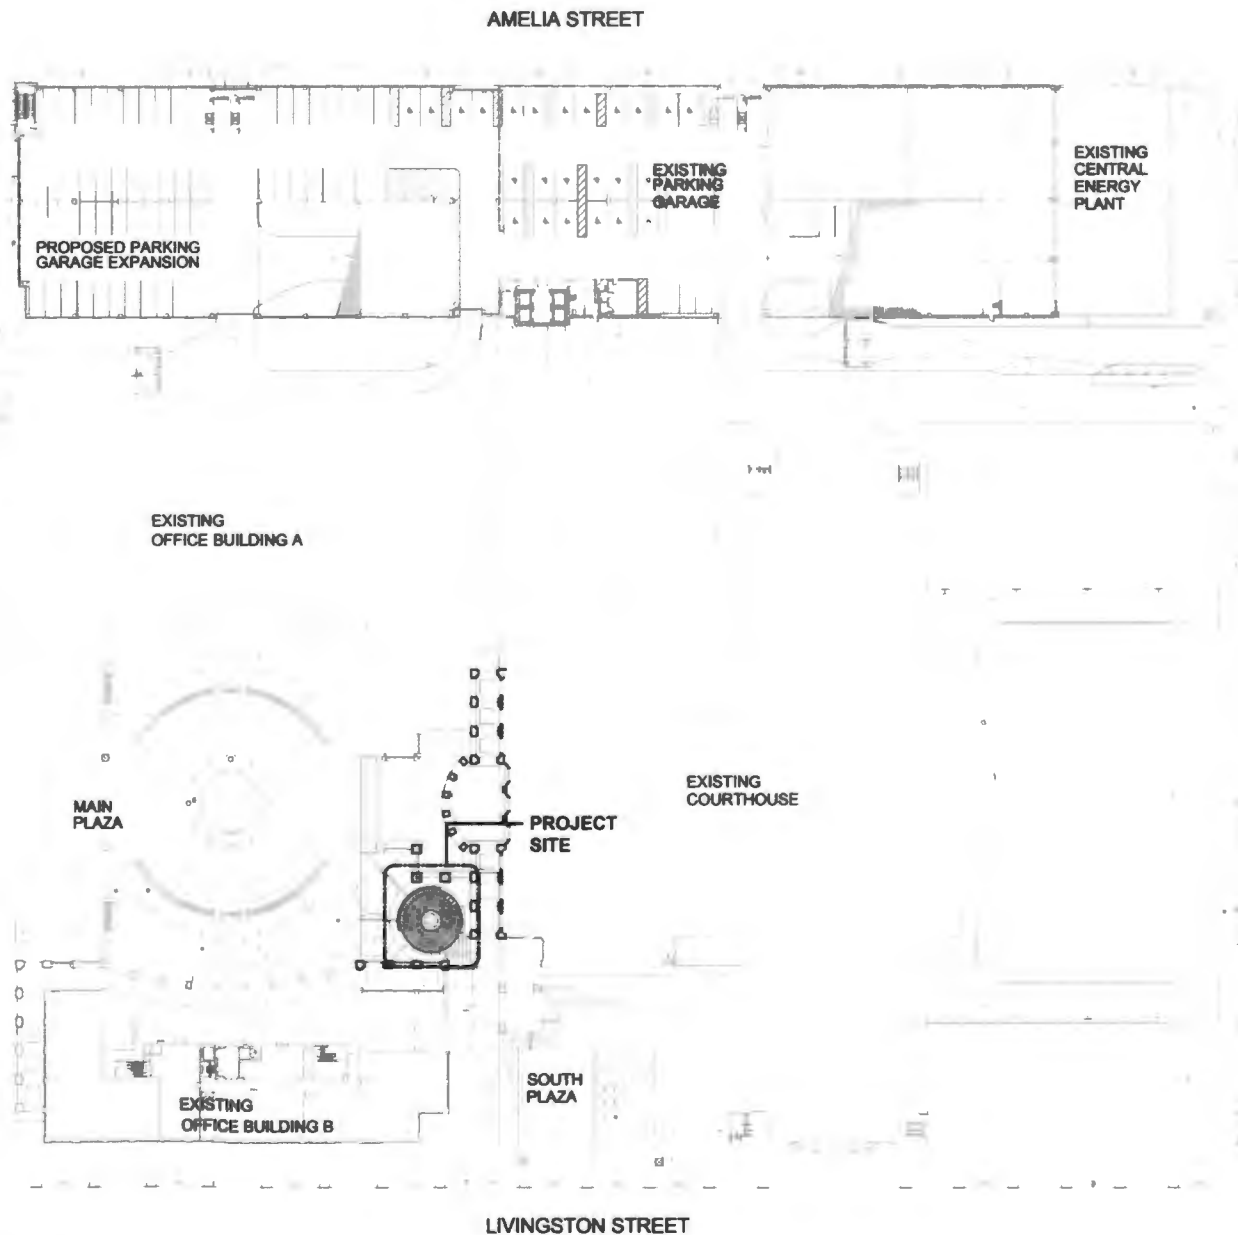 AMELIA STREET
EXISTING
CENTRAL
ENERGY
PLANT
EXISTING
PARKING
GARAGE
PROPOSED PARKING
GARAGE EXPANSION
EXISTING
OFFICE BUILDING A
EXISTING
COURTHOUSE
MAIN
PLAZA
PROJECT
SITE
SOUTH
PLAZA
EXISTING
OFFICE BUILDING B
LIVINGSTON STREET